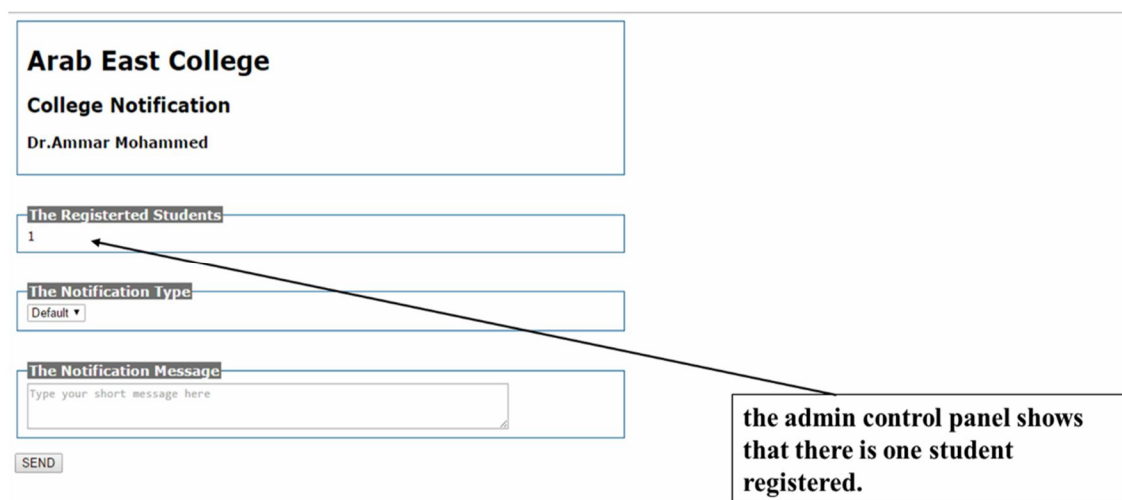 Arab East College
College Notification
Dr.Ammar Mohammed
The Registerted Students
1
The Notification Type
Default
The Notification Message
Type your short message here
SEND
the admin control panel shows
that there is one student
registered.